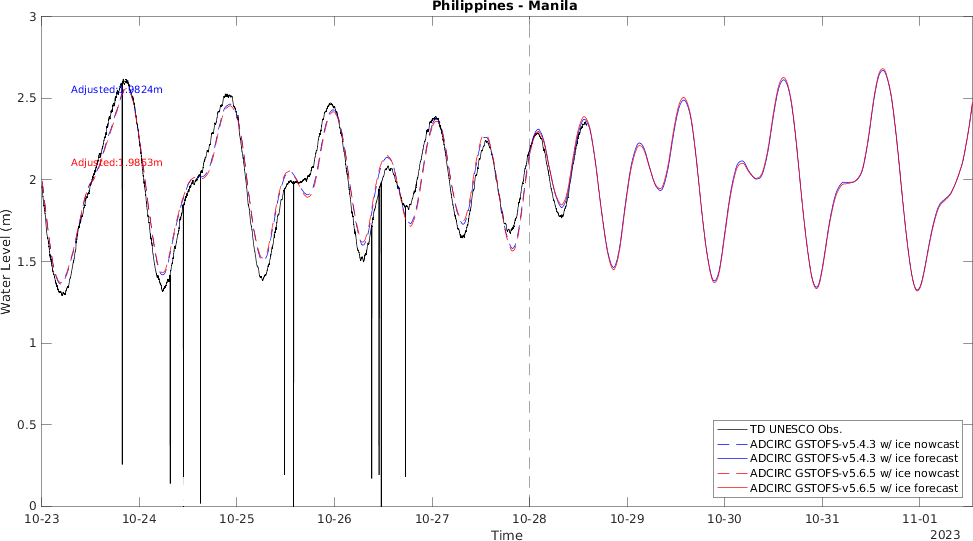 Philippines - Manila
3
2.5
2
1.5
1
0.5
0
Water Level (m)
Adjusted:1.9824m
Adjusted:1.9863m
TD UNESCO Obs.
ADCIRC GSTOFS-v5.4.3 w/ ice nowcast
ADCIRC GSTOFS-v5.4.3 w/ ice forecast
ADCIRC GSTOFS-v5.6.5 w/ ice nowcast
ADCIRC GSTOFS-v5.6.5 w/ ice forecast
10-23 10-24 10-25 10-26 10-27 10-28 10-29 10-30 10-31 11-01
Time
2023